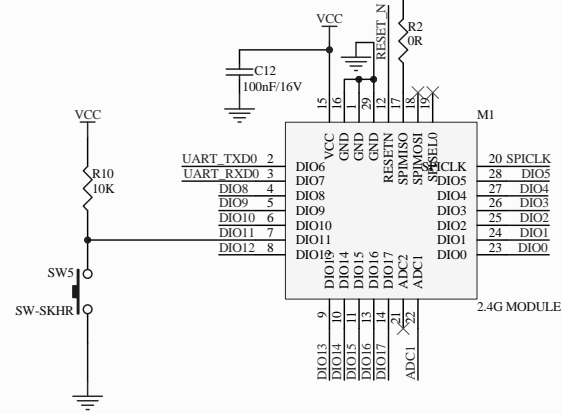 VCC
RESET_N
R2
0R
C12
100nF/16V
15
16
1
29
12
17
18
19
M1
VCC
GND
GND
GND
RESETN
SPIMISO
SPIMOSI
SPISEL0
VCC
R10
10K
UART_TXD0 2 DIO6
UART_RXD0 3 DIO7
DIO8 4 DIO8
DIO9 5 DIO9
DIO10 6 DIO10
DIO11 7 DIO11
DIO12 8 DIO12
SPICLK 20 SPICLK
DIO5 28 DIO5
DIO4 27 DIO4
DIO3 26 DIO3
DIO2 25 DIO2
DIO1 24 DIO1
DIO0 23 DIO0
DIO13
DIO14
DIO15
DIO16
DIO17
ADC2
ADC1
SW5
SW-SKHR
2.4G MODULE
9
10
11
13
14
21
22
DIO13
DIO14
DIO15
DIO16
DIO17
ADC1